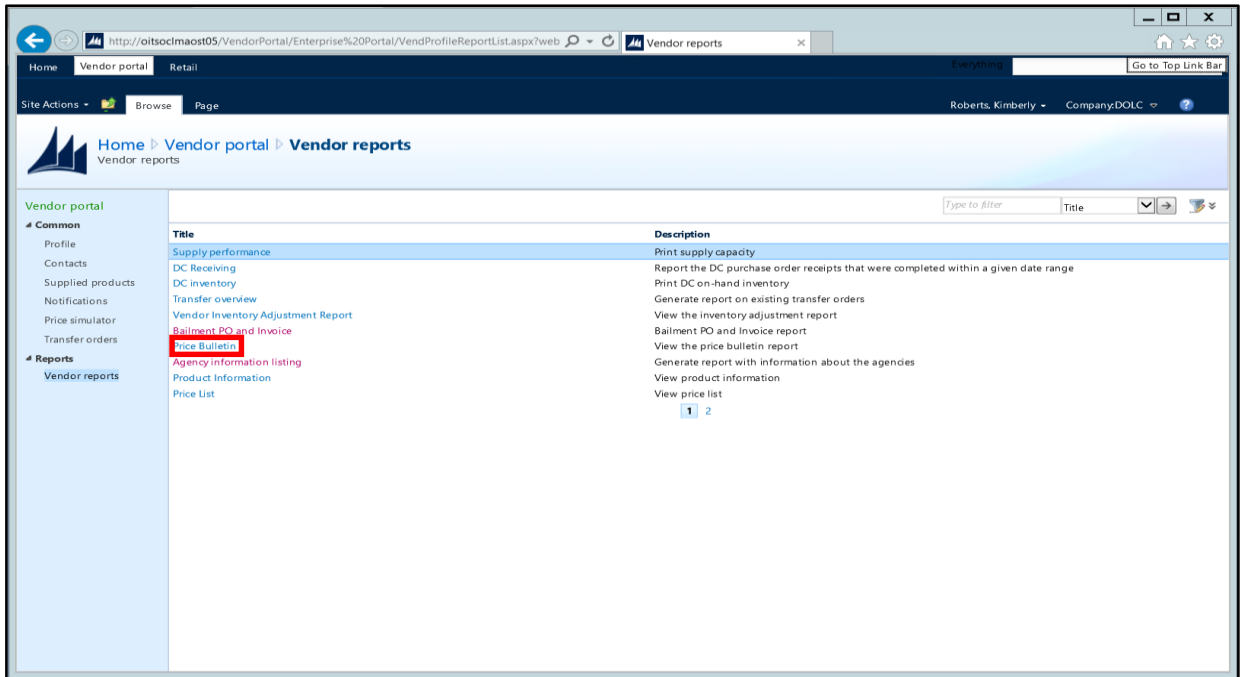 http://oitsoclmaost05/VendorPortal/Enterprise%20Portal/VendProfileReportList.aspx?web Vendor reports
Home Vendor portal Retail Everything Go to Top Link Bar
Site Actions Browse Page Roberts, Kimberly Company:DOLC
Home Vendor portal Vendor reports
Vendor reports
Vendor portal Type to filter Title
Common
Profile
Contacts
Supplied products
Notifications
Price simulator
Transfer orders
Reports
Vendor reports
Title Description
Supply performance Print supply capacity
DC Receiving Report the DC purchase order receipts that were completed within a given date range
DC inventory Print DC on-hand inventory
Transfer overview Generate report on existing transfer orders
Vendor Inventory Adjustment Report View the inventory adjustment report
Bailment PO and Invoice Bailment PO and Invoice report
Price Bulletin View the price bulletin report
Agency information listing Generate report with information about the agencies
Product Information View product information
Price List View price list
1 2